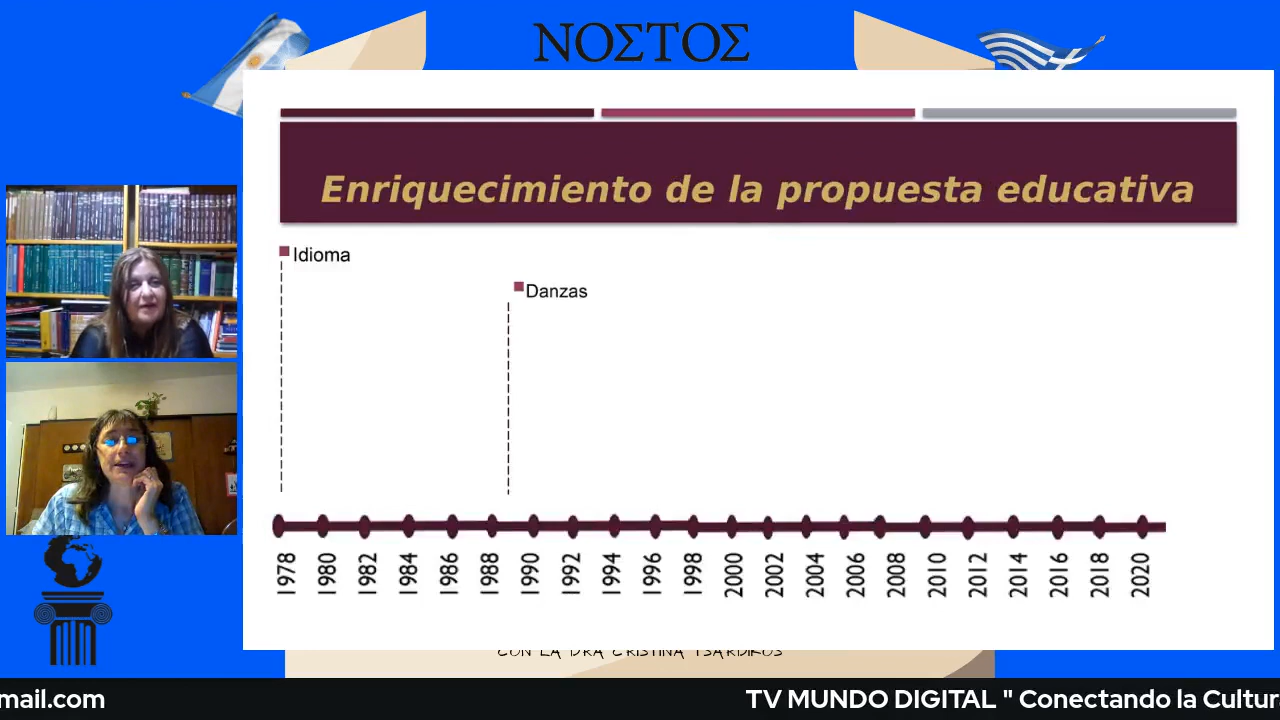 ΝΟΣΤΟΣ
Enriquecimiento de la propuesta educativa
Idioma
Danzas
1978 1980 1982 1984 1986 1988 1990 1992 1994 1996 1998 2000 2002 2004 2006 2008 2010 2012 2014 2016 2018 2020
CON LA DRA CRISTINA TSARDIKOS
mail.com TV MUNDO DIGITAL " Conectando la Cultur